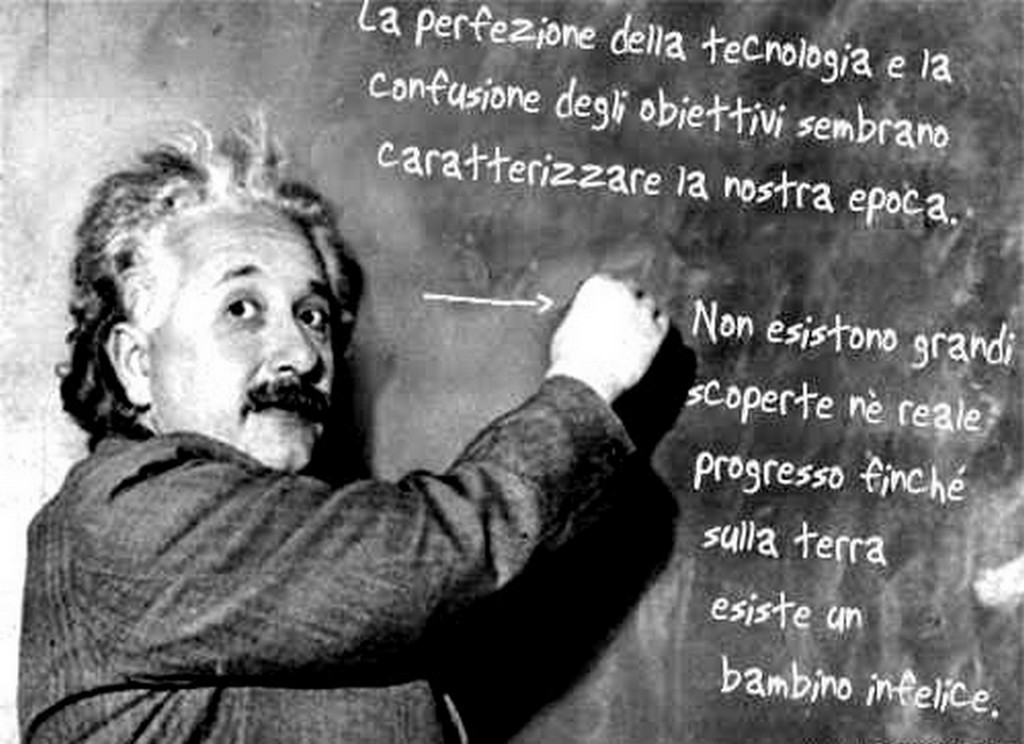 La perfezione della tecnologia e la
confusione degli obiettivi sembrano
caratterizzare la nostra epoca.
Non esistono grandi
scoperte nè reale
progresso finché
sulla terra
esiste un
bambino infelice.